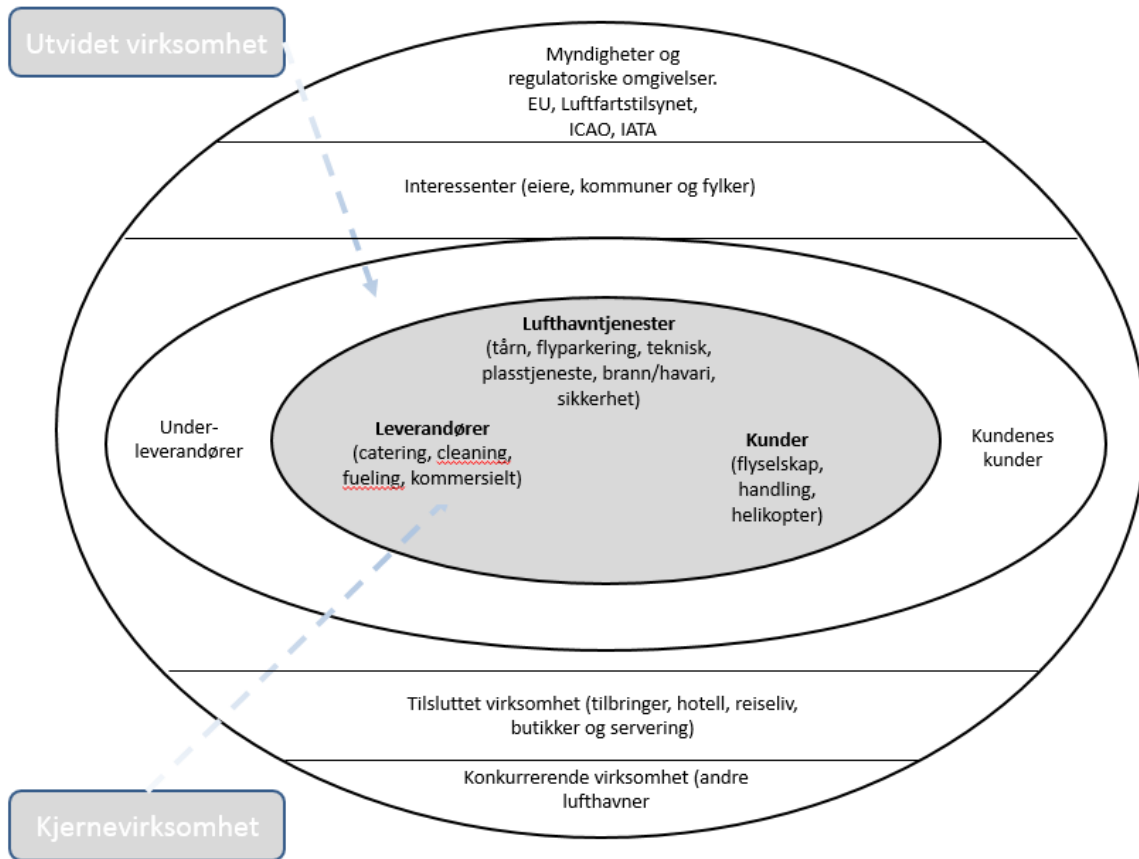 Utvidet virksomhet
Myndigheter og
regulatoriske omgivelser.
EU, Luftfartstilsynet,
ICAO, IATA
Interessenter (eiere, kommuner og fylker)
Lufthavntjenester
(tårn, flyparkering, teknisk,
plasstjeneste, brann/havari,
sikkerhet)
Under-
leverandører
Leverandører
(catering, cleaning,
fueling, kommersielt)
Kunder
(flyselskap,
handling,
helikopter)
Kundenes
kunder
Tilsluttet virksomhet (tilbringer, hotell, reiseliv,
butikker og servering)
Konkurrerende virksomhet (andre
lufthavner
Kjernevirksomhet